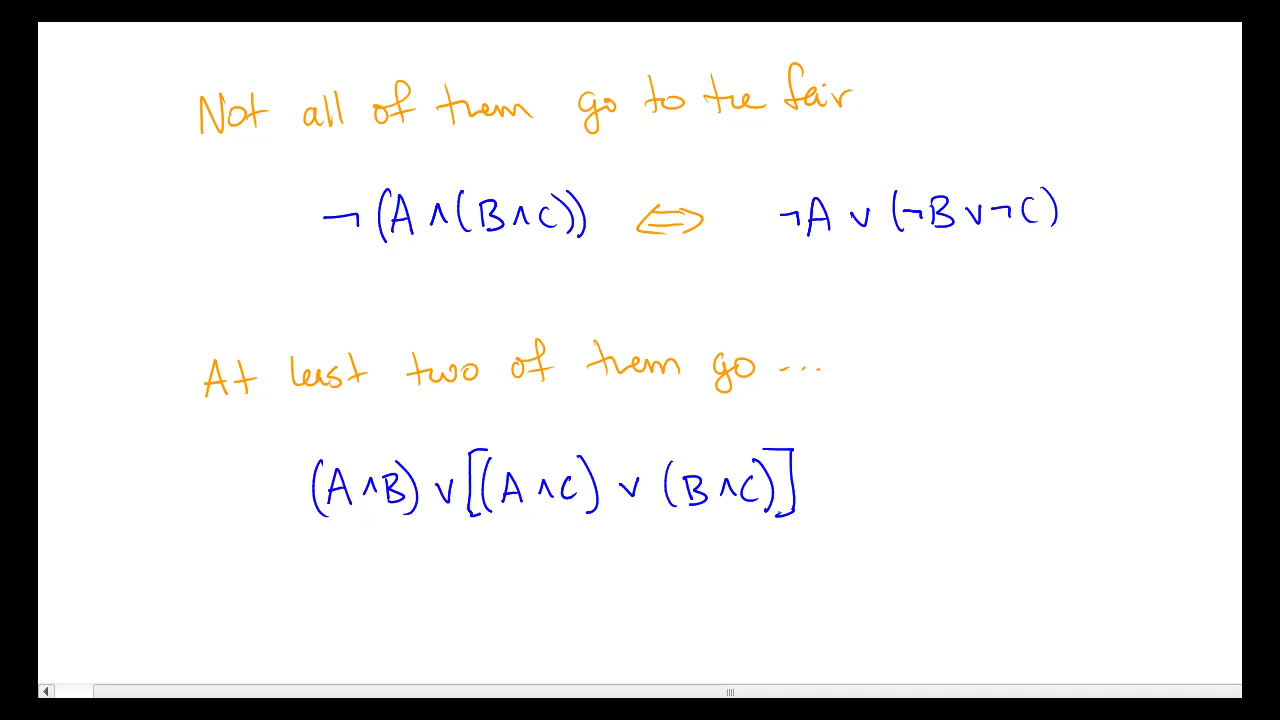 Not all of them go to the fair
¬(A∧(B∧C)) ⟺ ¬A ∨ (¬B ∨ ¬C)
At least two of them go ...
(A∧B) ∨ [(A∧C) ∨ (B∧C)]